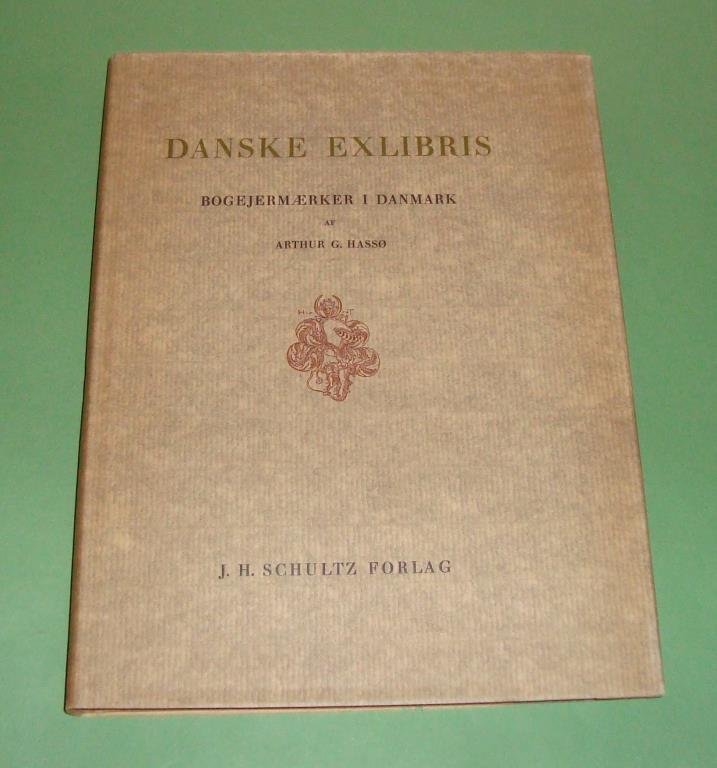 DANSKE EXLIBRIS
BOGEJERMÆRKER I DANMARK
AF
ARTHUR G. HASSØ
J. H. SCHULTZ FORLAG